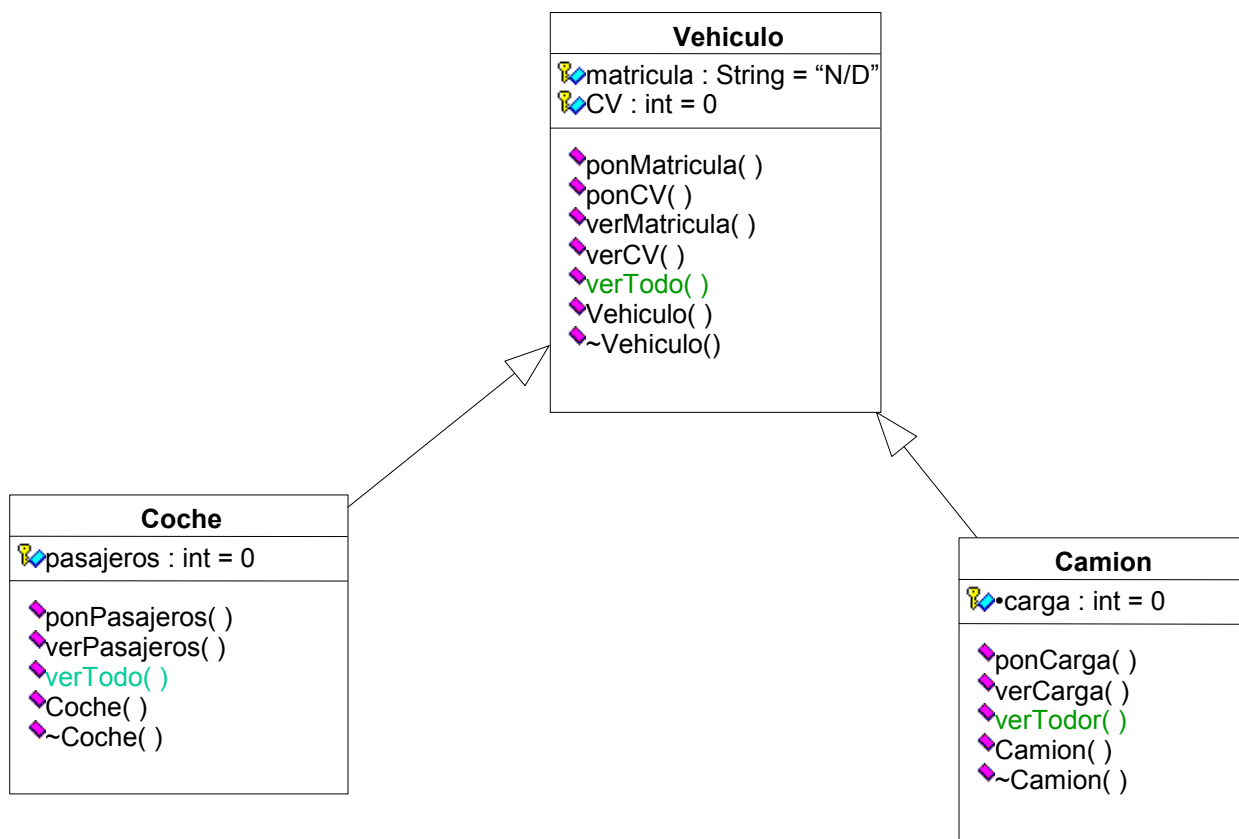 Vehiculo
matricula : String = “N/D”
CV : int = 0
ponMatricula( )
ponCV( )
verMatricula( )
verCV( )
verTodo( )
Vehiculo( )
~Vehiculo()
Coche
pasajeros : int = 0
ponPasajeros( )
verPasajeros( )
verTodo( )
Coche( )
~Coche( )
Camion
•carga : int = 0
ponCarga( )
verCarga( )
verTodor( )
Camion( )
~Camion( )